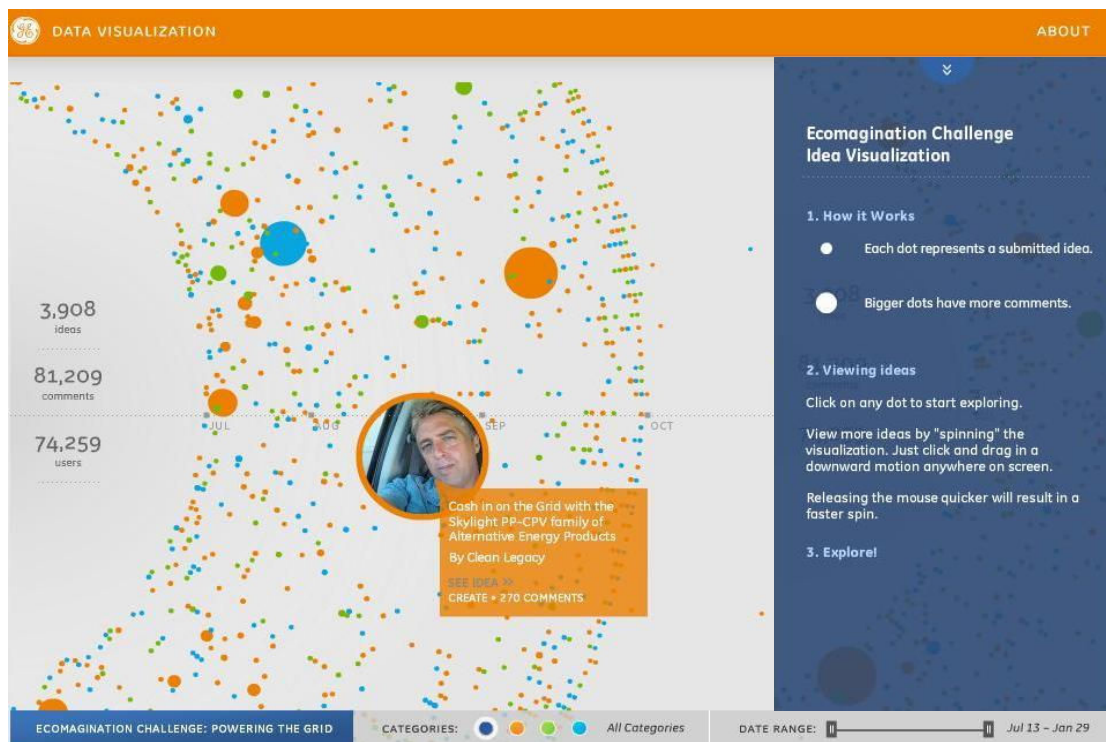 DATA VISUALIZATION
ABOUT
Ecomagination Challenge
Idea Visualization
1. How it Works
Each dot represents a submitted idea.
Bigger dots have more comments.
2. Viewing ideas
Click on any dot to start exploring.
View more ideas by "spinning" the
visualization. Just click and drag in a
downward motion anywhere on screen.
Releasing the mouse quicker will result in a
faster spin.
3. Explore!
3,908
ideas
81,209
comments
74,259
users
JUL
AUG
SEP
OCT
Cash in on the Grid with the
Skylight PP-CPV family of
Alternative Energy Products
By Clean Legacy
SEE IDEA >>
CREATE • 270 COMMENTS
ECOMAGINATION CHALLENGE: POWERING THE GRID
CATEGORIES:
All Categories
DATE RANGE:
Jul 13 – Jan 29